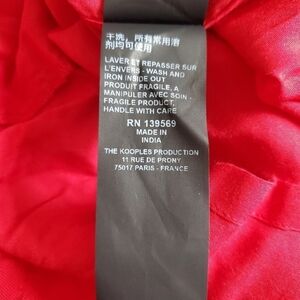 干洗，所有常用溶
剂均可使用
LAVER ET REPASSER SUR
L'ENVERS - WASH AND
IRON INSIDE OUT
PRODUIT FRAGILE, A
MANIPULER AVEC SOIN -
FRAGILE PRODUCT,
HANDLE WITH CARE
RN 139569
MADE IN
INDIA
THE KOOPLES PRODUCTION
11 RUE DE PRONY
75017 PARIS - FRANCE